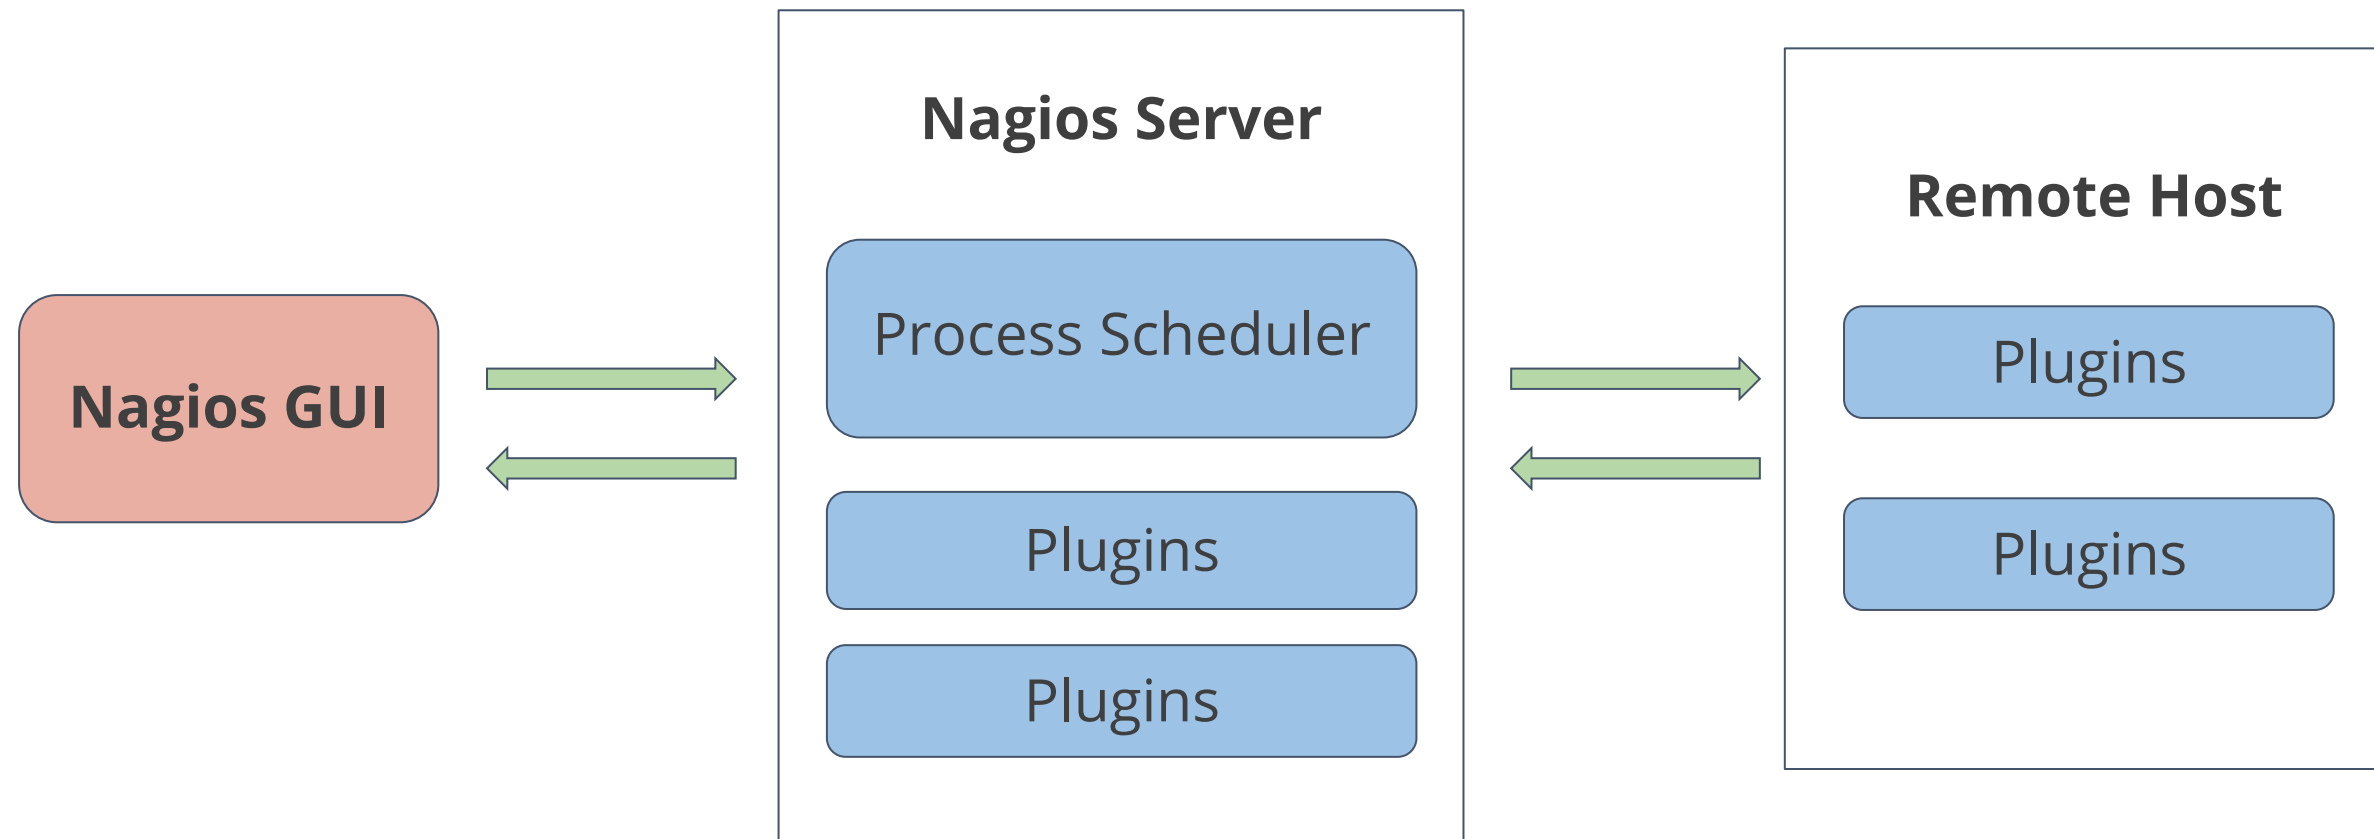 Nagios GUI
Nagios Server
Process Scheduler
Plugins
Plugins
Remote Host
Plugins
Plugins